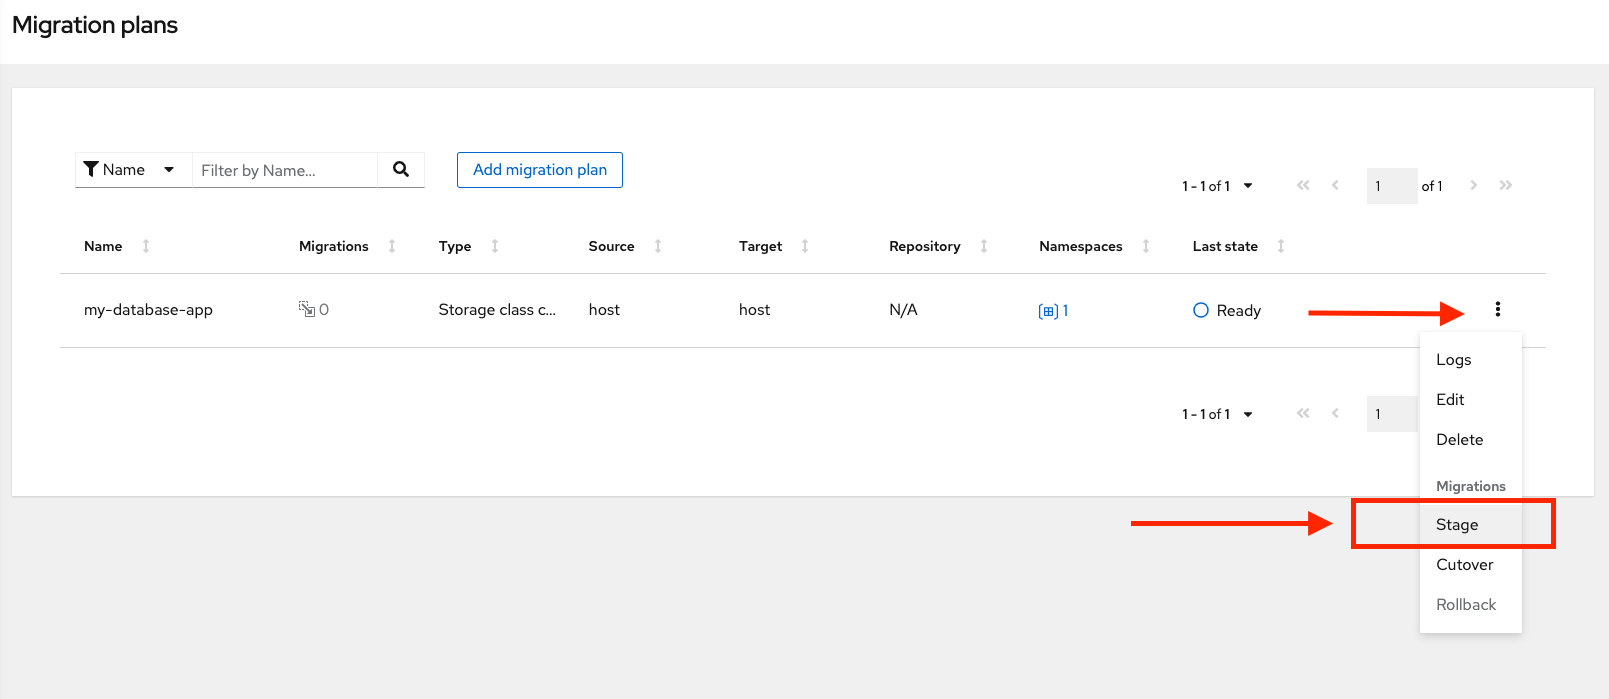 Migration plans
Name Filter by Name... Add migration plan
1 - 1 of 1 1 of 1
Name Migrations Type Source Target Repository Namespaces Last state
my-database-app 0 Storage class c... host host N/A 1 Ready
Logs
Edit
1 - 1 of 1 1
Delete
Migrations
Stage
Cutover
Rollback